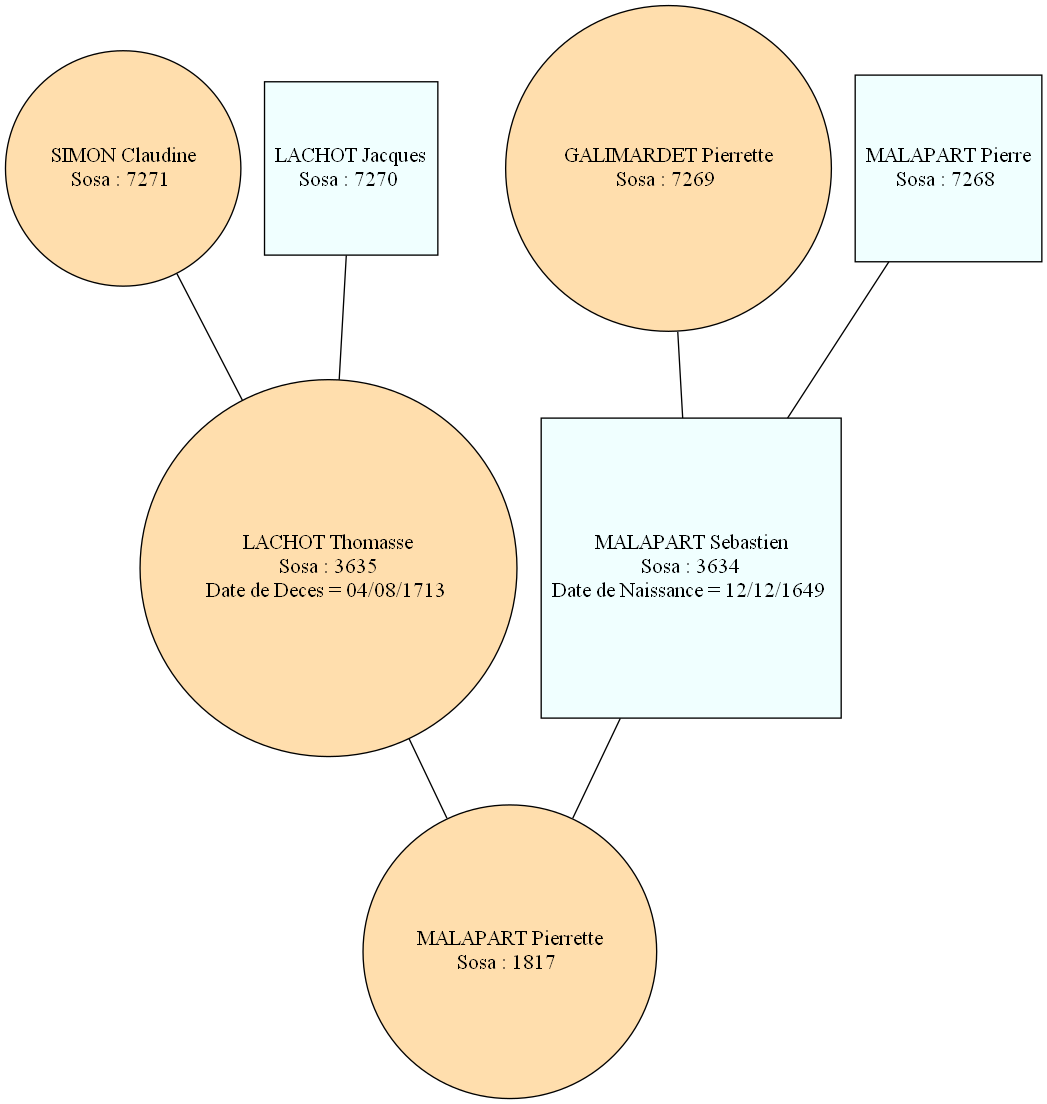 SIMON Claudine
Sosa : 7271
LACHOT Jacques
Sosa : 7270
GALIMARDET Pierrette
Sosa : 7269
MALAPART Pierre
Sosa : 7268
LACHOT Thomasse
Sosa : 3635
Date de Deces = 04/08/1713
MALAPART Sebastien
Sosa : 3634
Date de Naissance = 12/12/1649
MALAPART Pierrette
Sosa : 1817